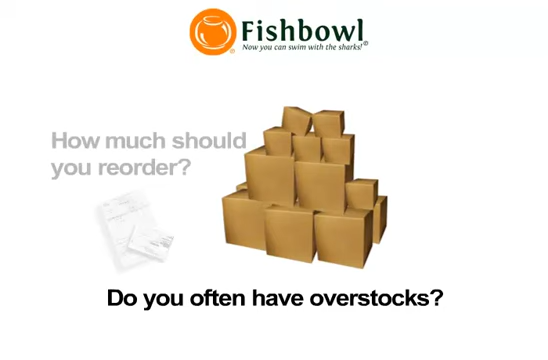 Fishbowl®
Now you can swim with the sharks!®
How much should
you reorder?
Do you often have overstocks?